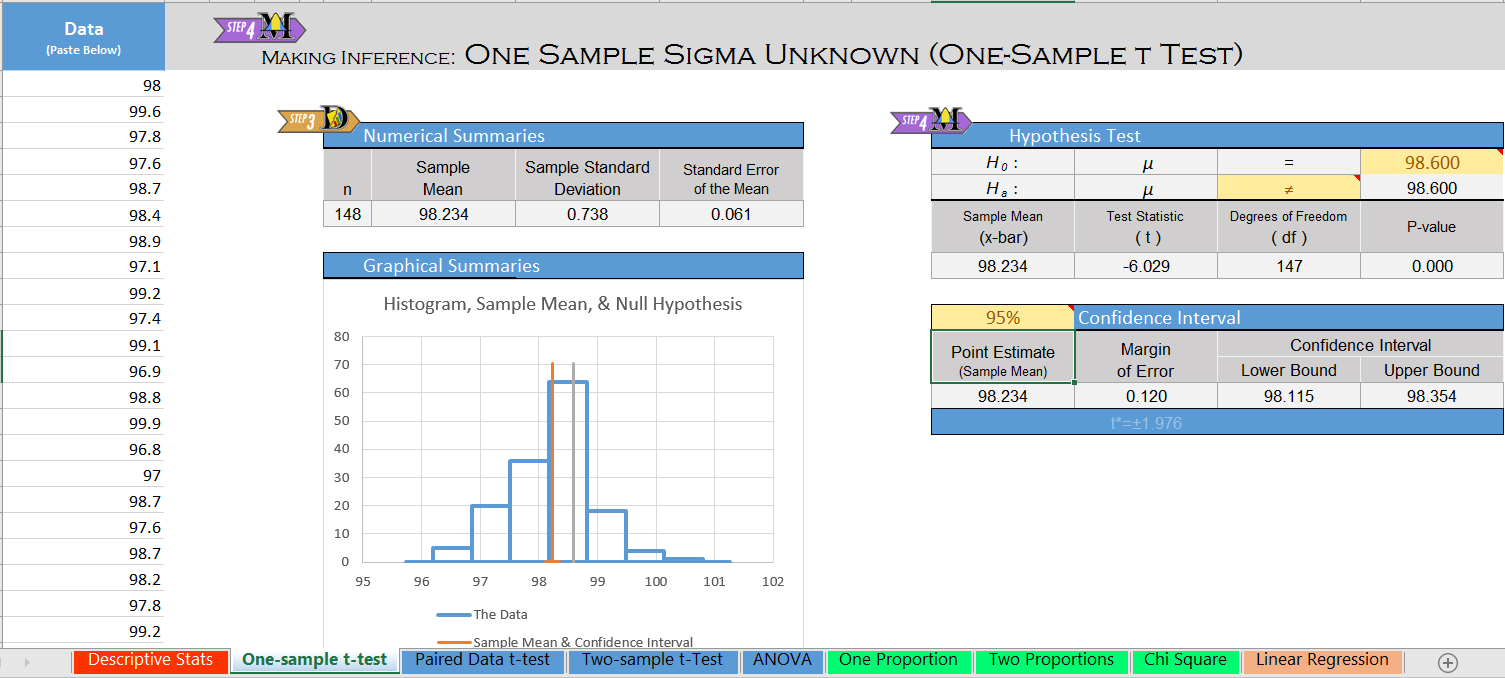 Data
(Paste Below)
STEP 4 M
MAKING INFERENCE: ONE SAMPLE SIGMA UNKNOWN (ONE-SAMPLE T TEST)
98
99.6
97.8
97.6
98.7
98.4
98.9
97.1
99.2
97.4
99.1
96.9
98.8
99.9
96.8
97
98.7
97.6
98.7
98.2
97.8
99.2
STEP 3 D
Numerical Summaries
n Sample Mean Sample Standard Deviation Standard Error of the Mean
148 98.234 0.738 0.061
Graphical Summaries
Histogram, Sample Mean, & Null Hypothesis
80
70
60
50
40
30
20
10
0
95 96 97 98 99 100 101 102
The Data
Sample Mean & Confidence Interval
STEP 4 M
Hypothesis Test
H₀ : μ = 98.600
Hₐ : μ ≠ 98.600
Sample Mean (x-bar) Test Statistic ( t ) Degrees of Freedom ( df ) P-value
98.234 -6.029 147 0.000
95% Confidence Interval
Point Estimate (Sample Mean) Margin of Error Confidence Interval
Lower Bound Upper Bound
98.234 0.120 98.115 98.354
t*=±1.976
Descriptive Stats One-sample t-test Paired Data t-test Two-sample t-Test ANOVA One Proportion Two Proportions Chi Square Linear Regression